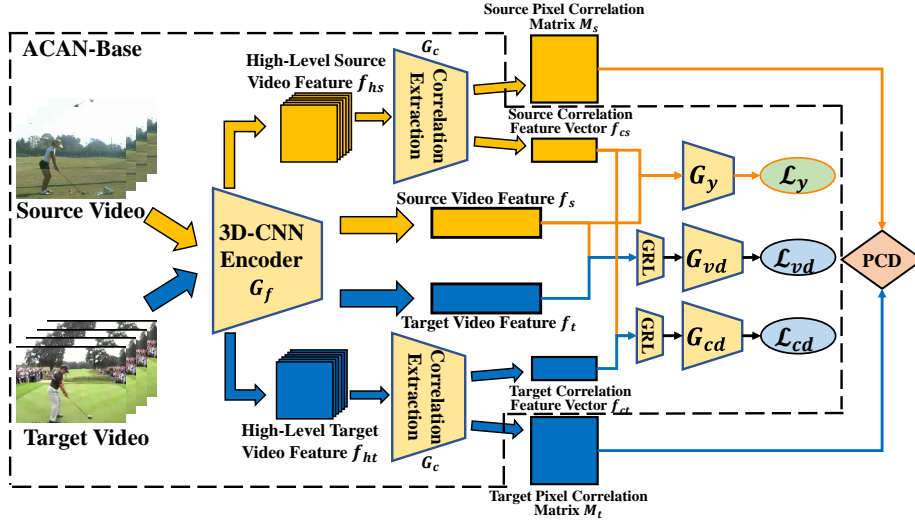 Source Pixel Correlation
Matrix M_s
ACAN-Base
High-Level Source
Video Feature f_hs
G_c
Correlation
Extraction
Source Correlation
Feature Vector f_cs
Source Video
3D-CNN
Encoder
G_f
Source Video Feature f_s
G_y
ℒ_y
GRL
G_vd
ℒ_vd
PCD
Target Video Feature f_t
GRL
G_cd
ℒ_cd
Target Video
High-Level Target
Video Feature f_ht
Correlation
Extraction
G_c
Target Correlation
Feature Vector f_ct
Target Pixel Correlation
Matrix M_t